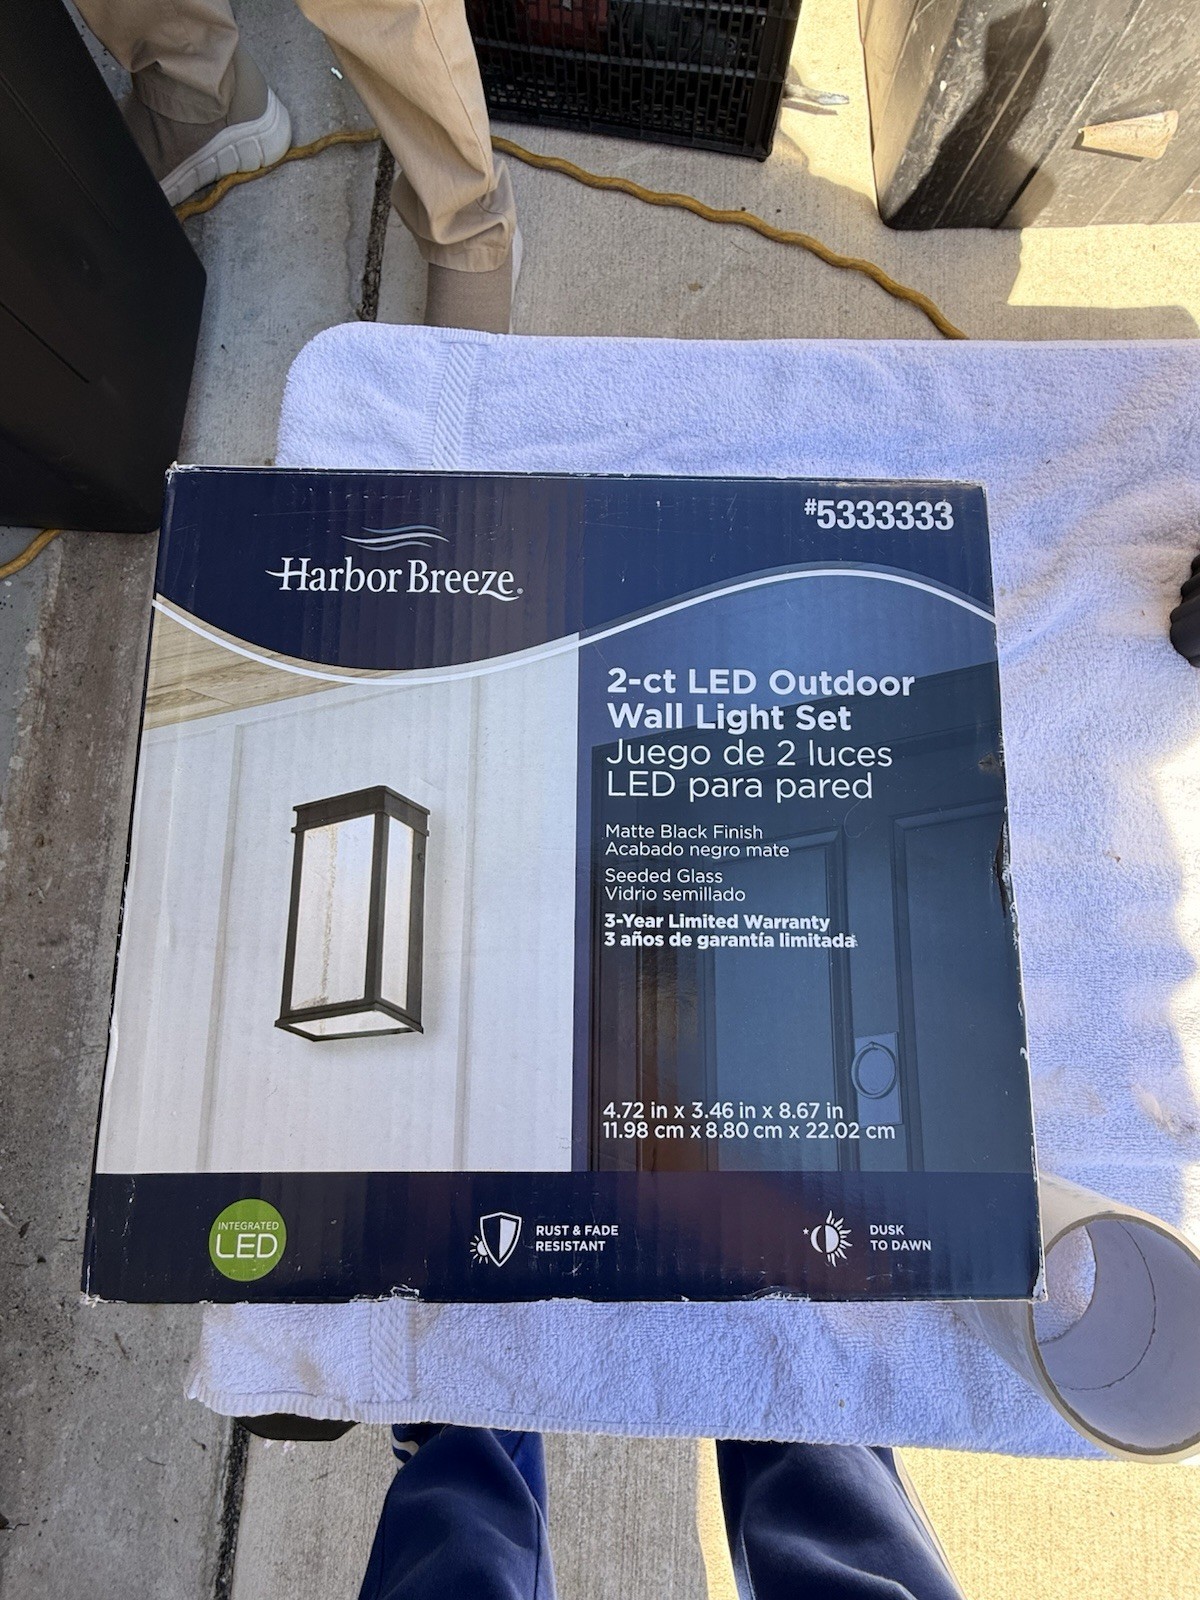 #5333333
Harbor Breeze®
2-ct LED Outdoor
Wall Light Set
Juego de 2 luces
LED para pared
Matte Black Finish
Acabado negro mate
Seeded Glass
Vidrio semillado
3-Year Limited Warranty
3 años de garantía limitada
4.72 in x 3.46 in x 8.67 in
11.98 cm x 8.80 cm x 22.02 cm
INTEGRATED
LED
RUST & FADE
RESISTANT
DUSK
TO DAWN